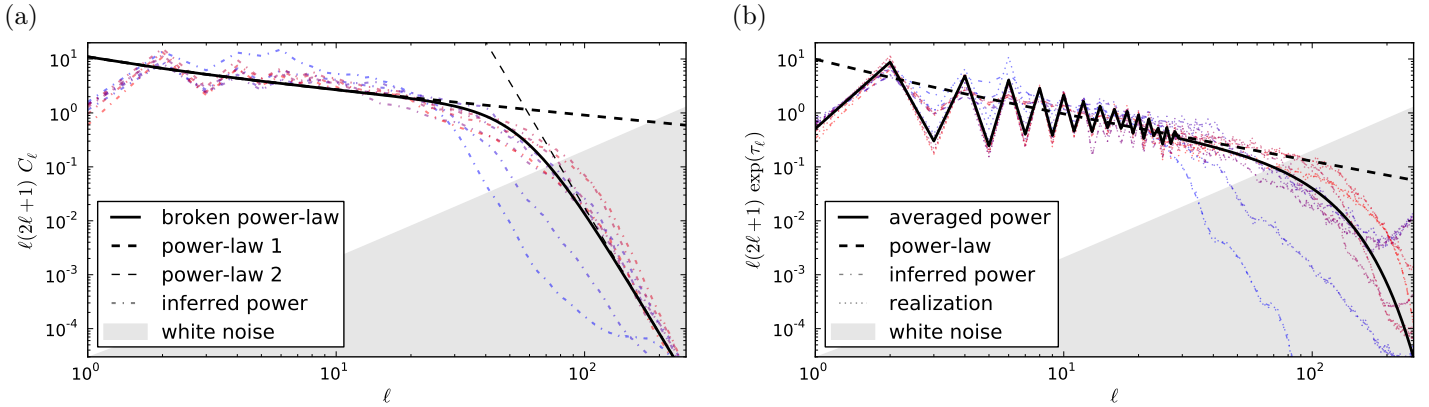 (a)
10^1
10^0
10^-1
10^-2
10^-3
10^-4
ℓ(2ℓ+1) C_ℓ
broken power-law
power-law 1
power-law 2
inferred power
white noise
10^0
10^1
10^2
ℓ
(b)
10^1
10^0
10^-1
10^-2
10^-3
10^-4
ℓ(2ℓ+1) exp(τ_ℓ)
averaged power
power-law
inferred power
realization
white noise
10^0
10^1
10^2
ℓ